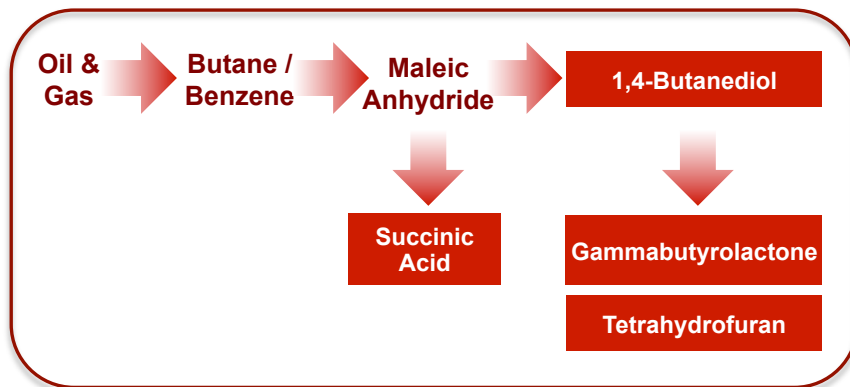 Oil &
Gas
Butane /
Benzene
Maleic
Anhydride
1,4-Butanediol
Succinic
Acid
Gammabutyrolactone
Tetrahydrofuran